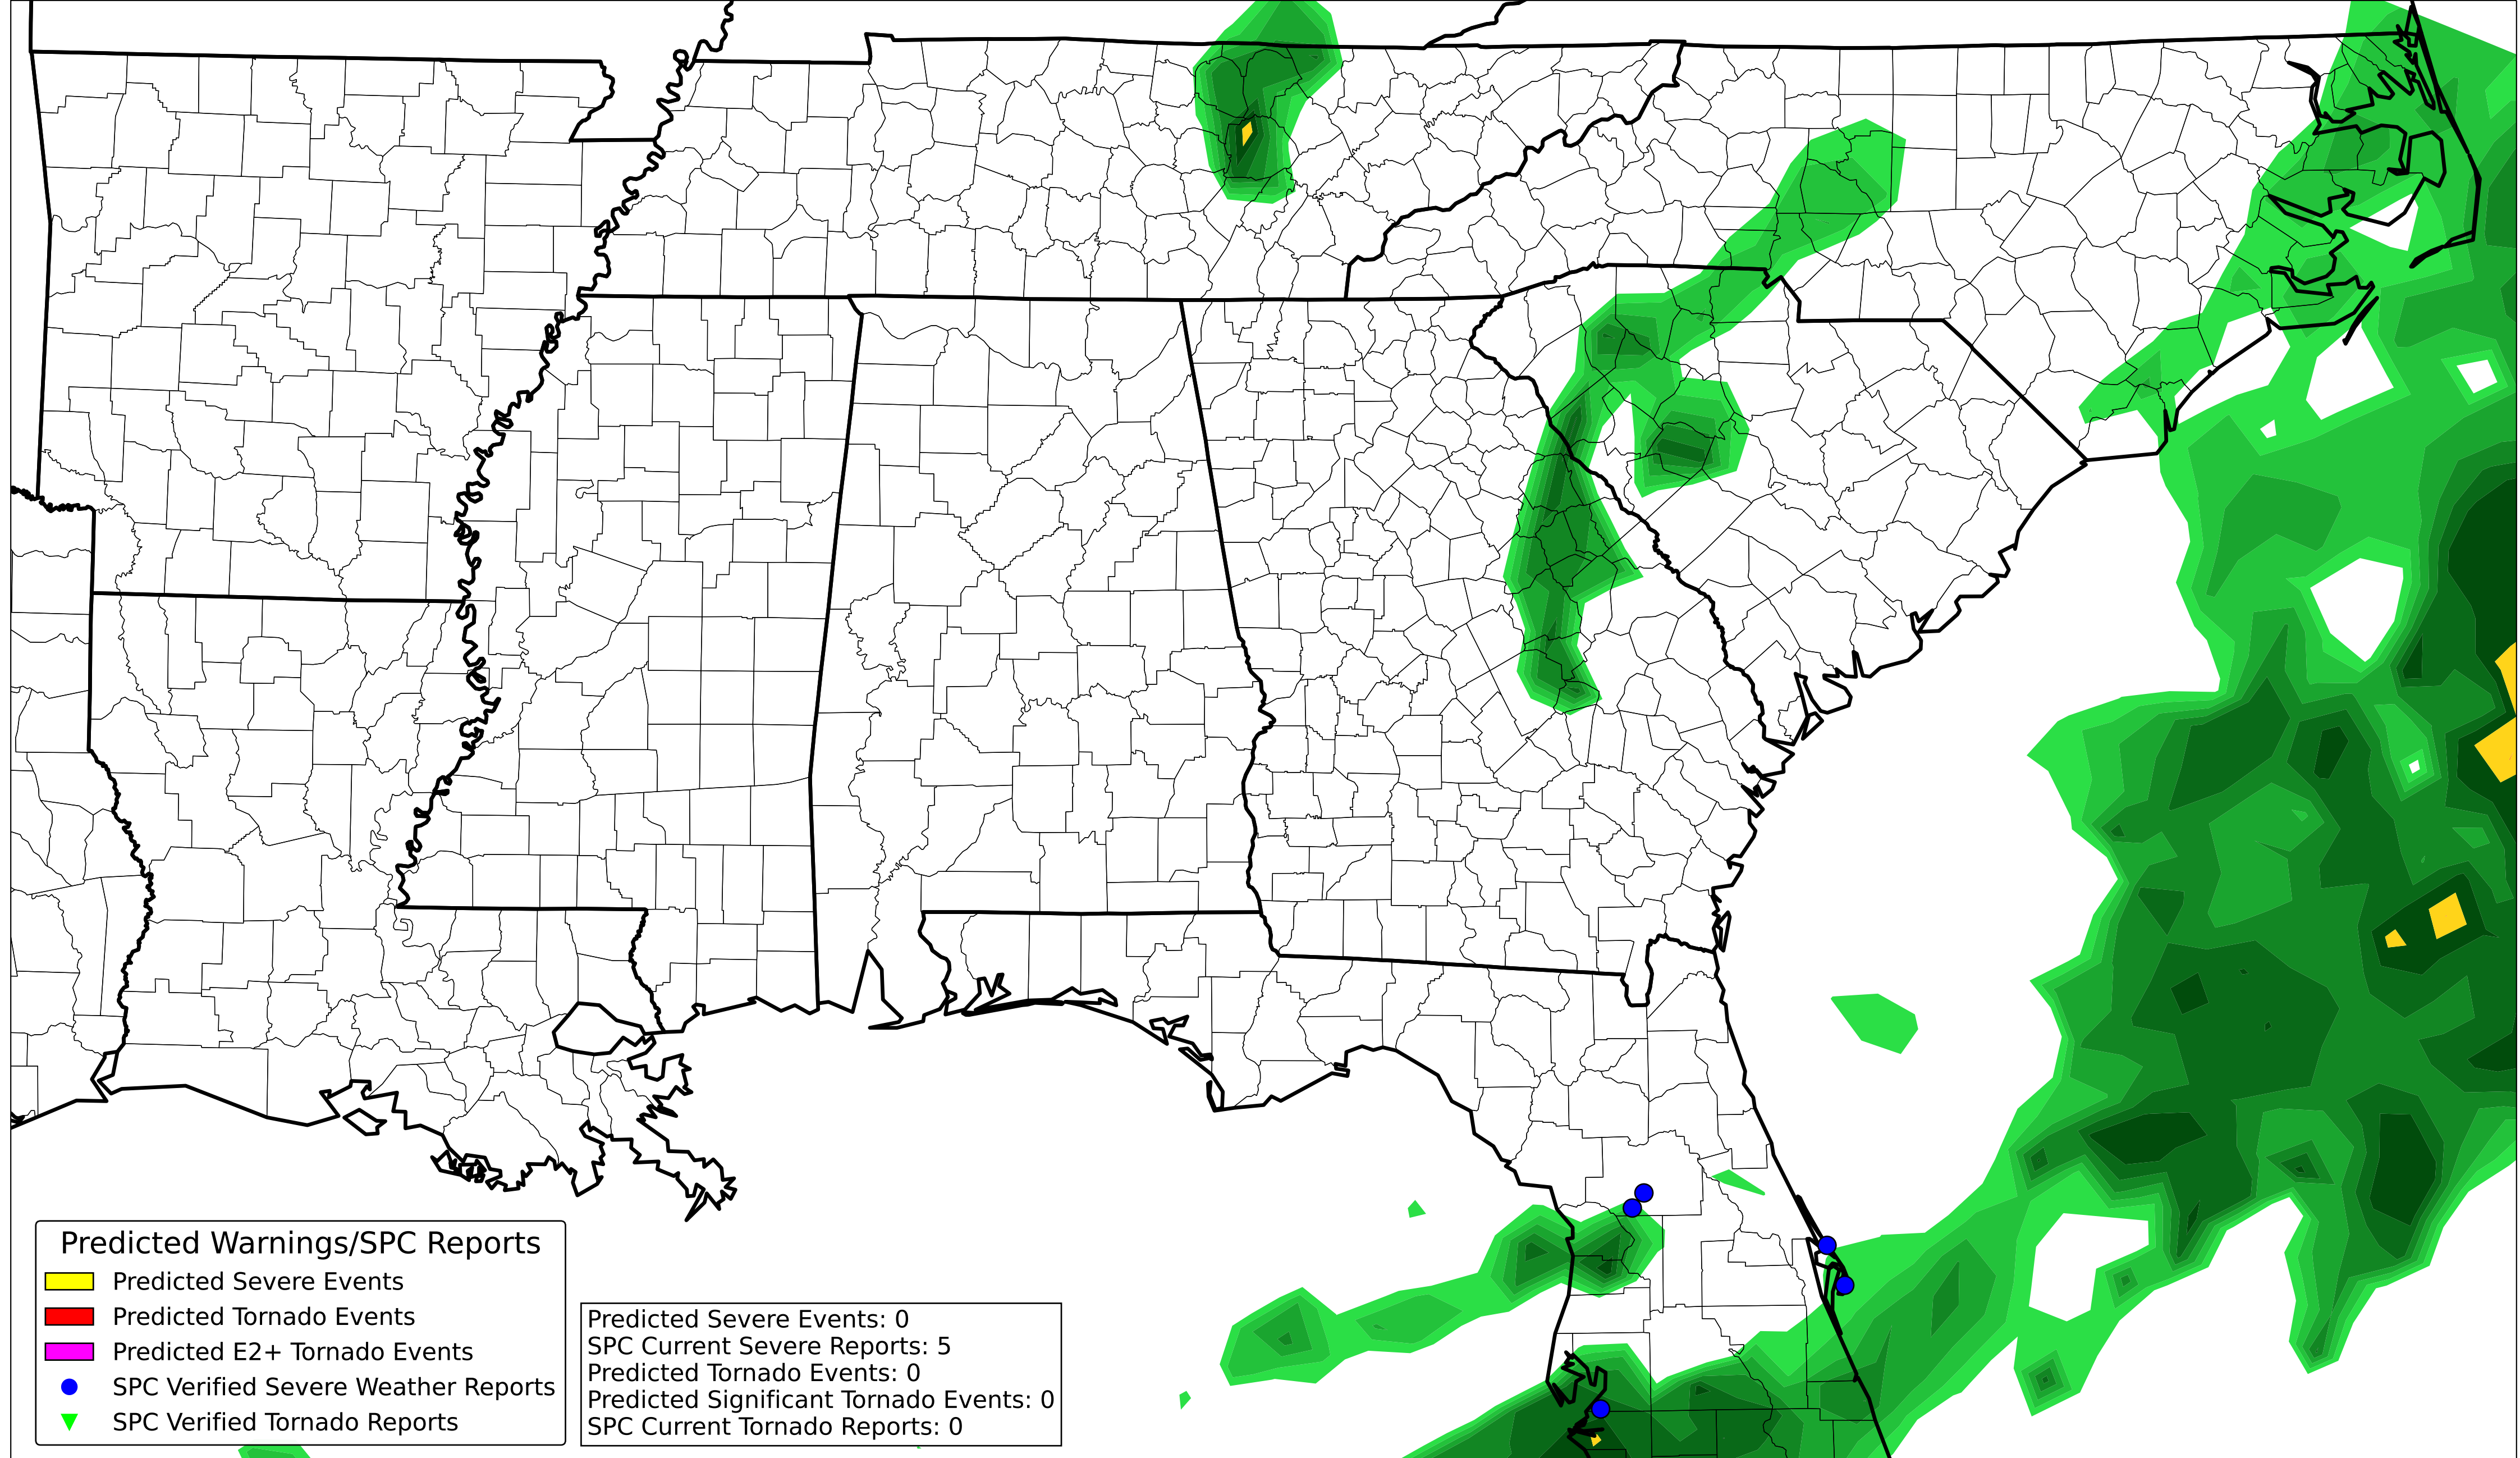 Predicted Warnings/SPC Reports
Predicted Severe Events
Predicted Tornado Events
Predicted E2+ Tornado Events
SPC Verified Severe Weather Reports
SPC Verified Tornado Reports
Predicted Severe Events: 0
SPC Current Severe Reports: 5
Predicted Tornado Events: 0
Predicted Significant Tornado Events: 0
SPC Current Tornado Reports: 0